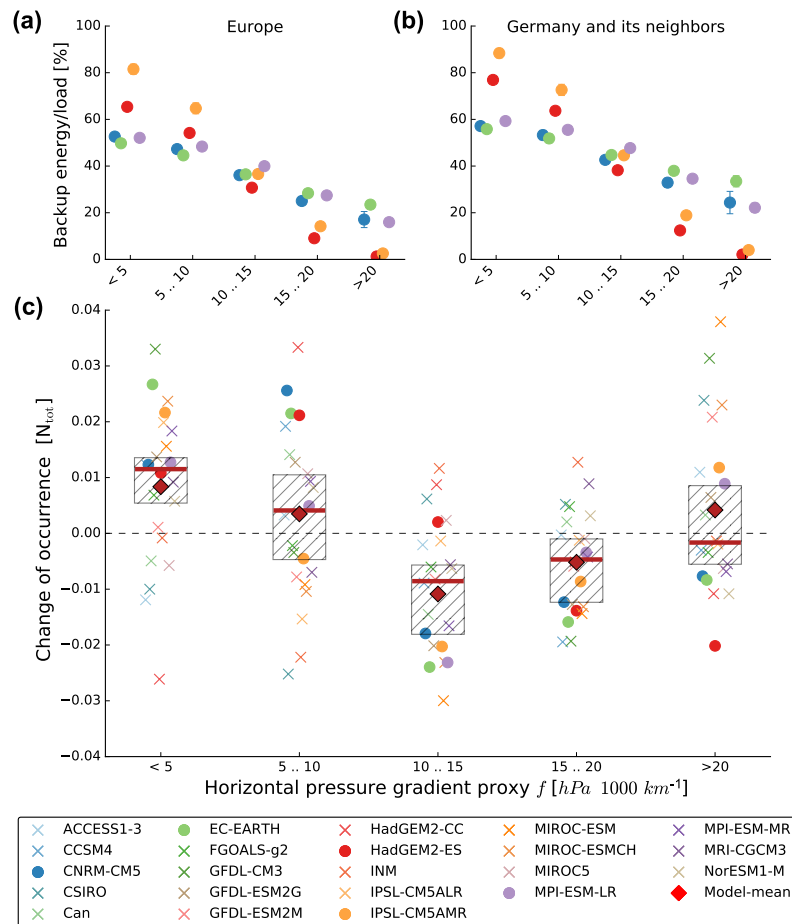 (a)
Europe
(b)
Germany and its neighbors
Backup energy/load [%]
100
80
60
40
20
0
< 5
5 .. 10
10 .. 15
15 .. 20
>20
100
80
60
40
20
0
< 5
5 .. 10
10 .. 15
15 .. 20
>20
(c)
Change of occurrence [N_tot]
0.04
0.03
0.02
0.01
0.00
−0.01
−0.02
−0.03
−0.04
< 5
5 .. 10
10 .. 15
15 .. 20
>20
Horizontal pressure gradient proxy f [hPa 1000 km⁻¹]
ACCESS1-3
CCSM4
CNRM-CM5
CSIRO
Can
EC-EARTH
FGOALS-g2
GFDL-CM3
GFDL-ESM2G
GFDL-ESM2M
HadGEM2-CC
HadGEM2-ES
INM
IPSL-CM5ALR
IPSL-CM5AMR
MIROC-ESM
MIROC-ESMCH
MIROC5
MPI-ESM-LR
MPI-ESM-MR
MRI-CGCM3
NorESM1-M
Model-mean